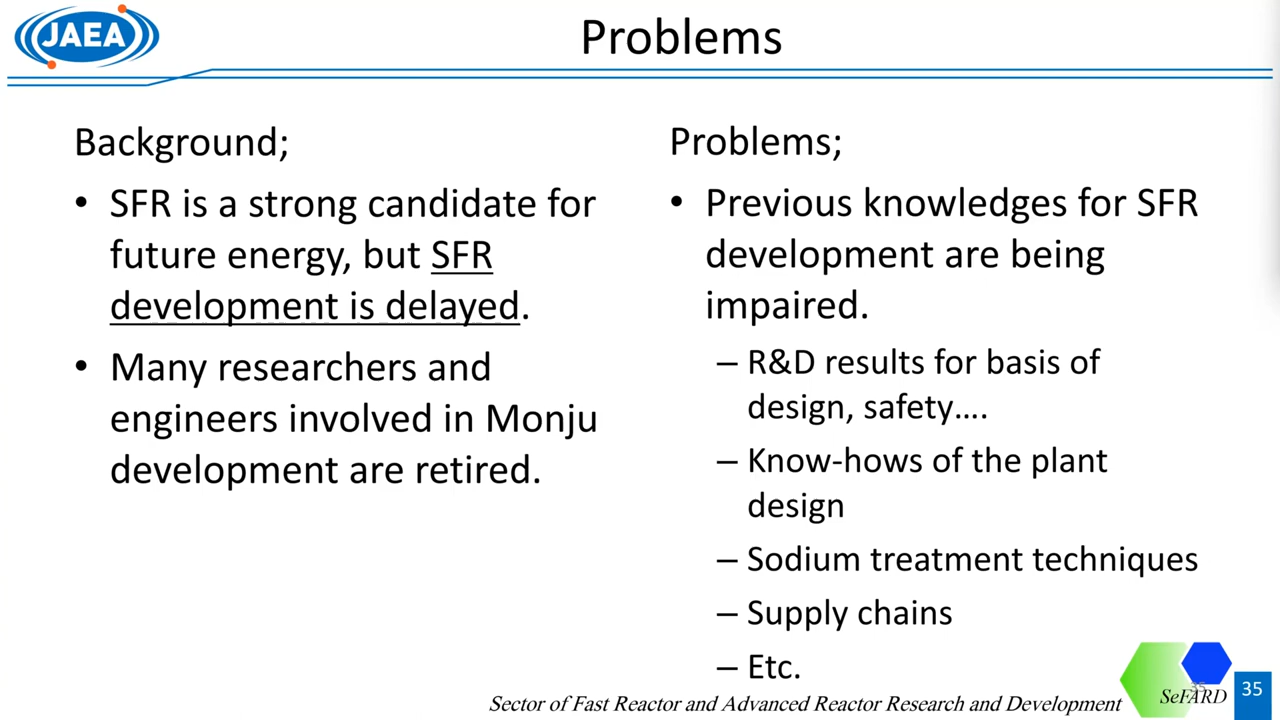 JAEA
Problems
Background;
• SFR is a strong candidate for
future energy, but SFR
development is delayed.
• Many researchers and
engineers involved in Monju
development are retired.
Problems;
• Previous knowledges for SFR
development are being
impaired.
– R&D results for basis of
design, safety….
– Know-hows of the plant
design
– Sodium treatment techniques
– Supply chains
– Etc.
Sector of Fast Reactor and Advanced Reactor Research and Development
SeFARD
35
35